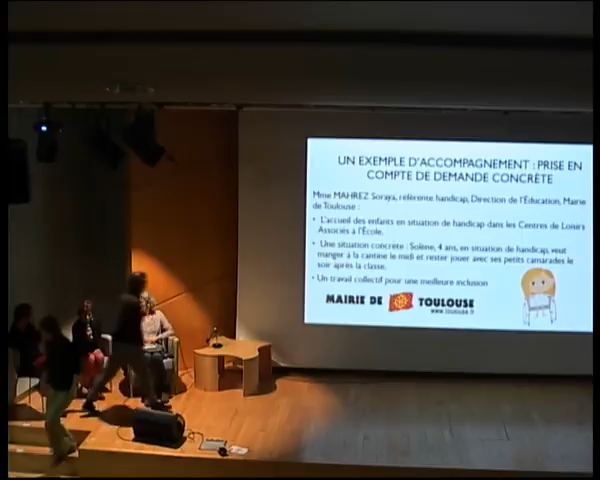 UN EXEMPLE D'ACCOMPAGNEMENT : PRISE EN
COMPTE DE DEMANDE CONCRÈTE
Mme MAHREZ Soraya, référente handicap, Direction de l'Éducation, Mairie
de Toulouse :
• L'accueil des enfants en situation de handicap dans les Centres de Loisirs
Associés à l'École.
• Une situation concrète : Solène, 4 ans, en situation de handicap, veut
manger à la cantine le midi et rester jouer avec ses petits camarades le
soir après la classe.
• Un travail collectif pour une meilleure inclusion
MAIRIE DE TOULOUSE
www.toulouse.fr